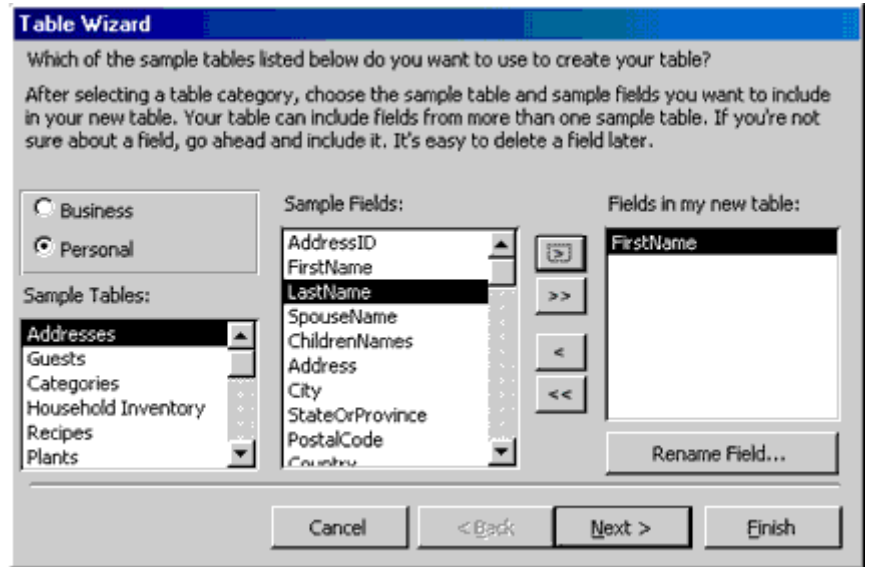 Table Wizard
Which of the sample tables listed below do you want to use to create your table?
After selecting a table category, choose the sample table and sample fields you want to include
in your new table. Your table can include fields from more than one sample table. If you're not
sure about a field, go ahead and include it. It's easy to delete a field later.
Business
Personal
Sample Tables:
Addresses
Guests
Categories
Household Inventory
Recipes
Plants
Sample Fields:
AddressID
FirstName
LastName
SpouseName
ChildrenNames
Address
City
StateOrProvince
PostalCode
Country
>
>>
<
<<
Fields in my new table:
FirstName
Rename Field...
Cancel
< Back
Next >
Finish